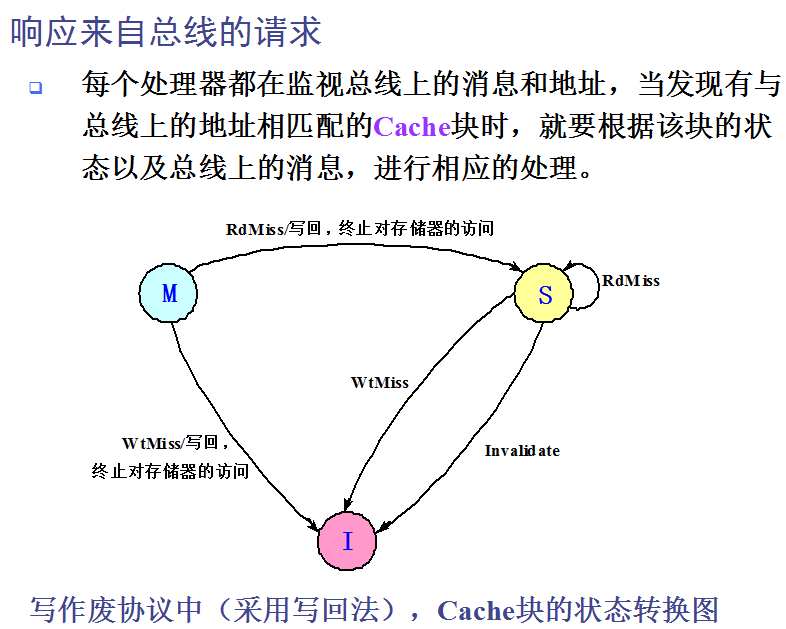 响应来自总线的请求
每个处理器都在监视总线上的消息和地址，当发现有与
总线上的地址相匹配的Cache块时，就要根据该块的状
态以及总线上的消息，进行相应的处理。
RdMiss/写回，终止对存储器的访问
M
S
RdMiss
WtMiss
WtMiss/写回，
终止对存储器的访问
Invalidate
I
写作废协议中（采用写回法），Cache块的状态转换图